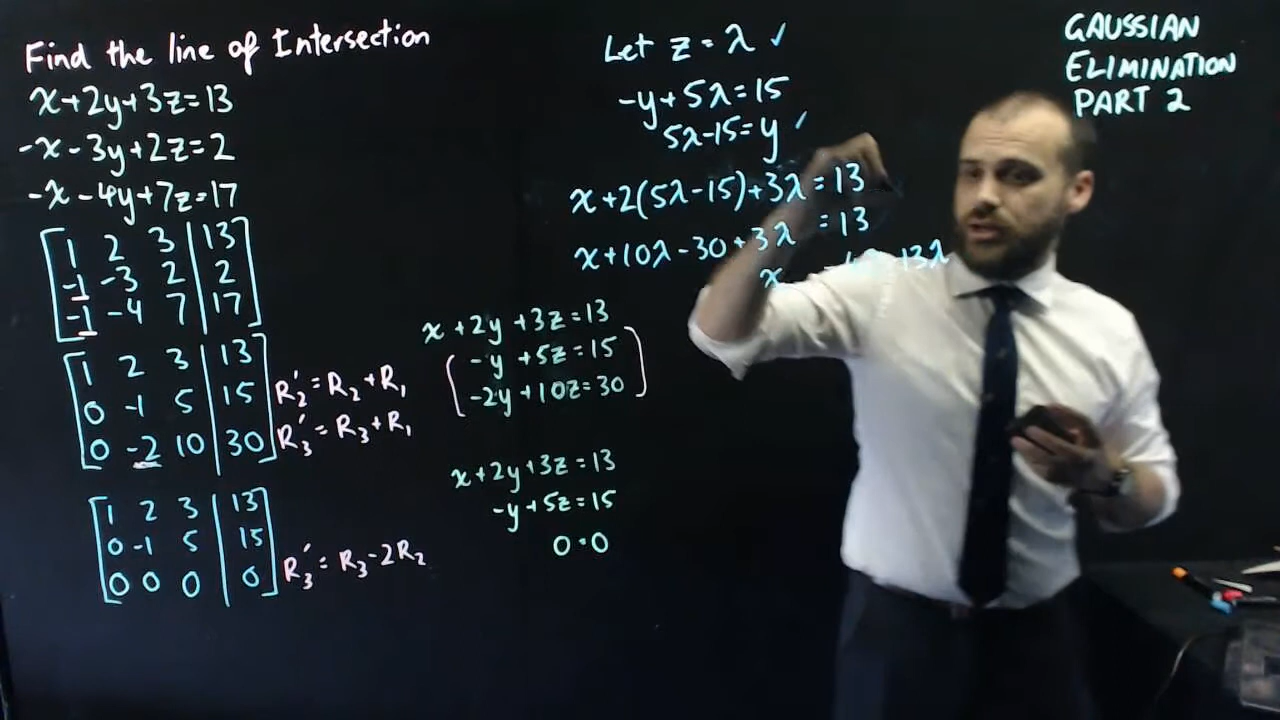 Find the line of Intersection
x+2y+3z=13
-x-3y+2z=2
-x-4y+7z=17
1 2 3 | 13
-1 -3 2 | 2
-1 -4 7 | 17
1 2 3 | 13
0 -1 5 | 15 R₂'=R₂+R₁
0 -2 10 | 30 R₃'=R₃+R₁
1 2 3 | 13
0 -1 5 | 15
0 0 0 | 0 R₃'=R₃-2R₂
x+2y+3z=13
-y+5z=15
-2y+10z=30
x+2y+3z=13
-y+5z=15
0=0
Let z=λ ✓
-y+5λ=15
5λ-15=y ✓
x+2(5λ-15)+3λ=13
x+10λ-30+3λ=13
x 13λ
GAUSSIAN
ELIMINATION
PART 2